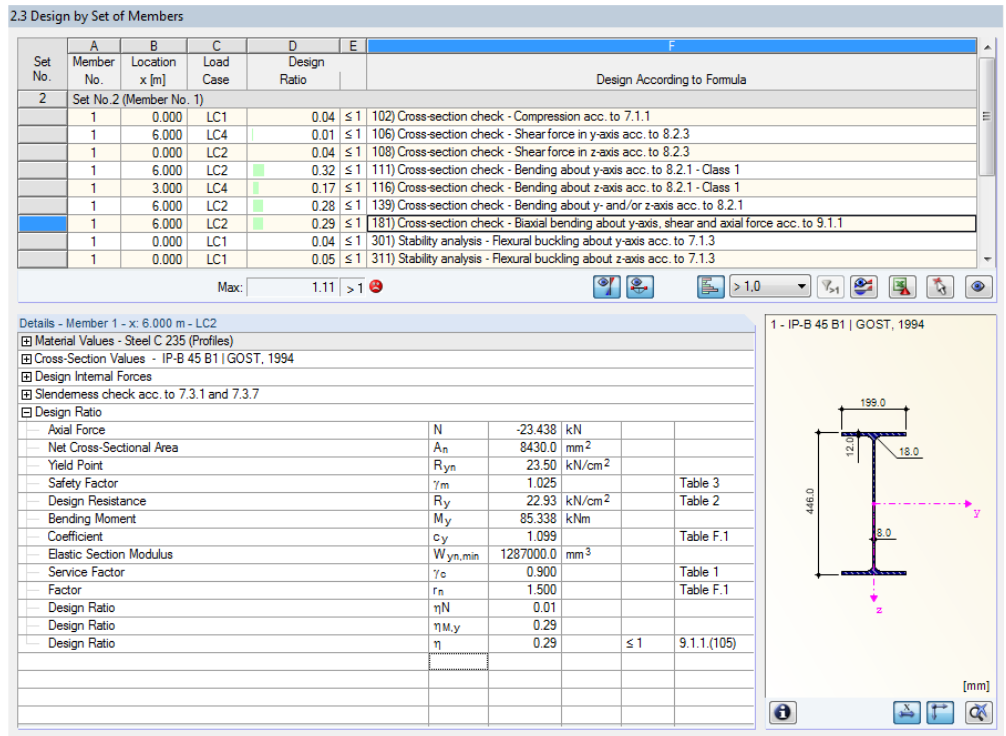 2.3 Design by Set of Members
A B C D E F
Set Member Location Load Design
No. No. x [m] Case Ratio Design According to Formula
2 Set No.2 (Member No. 1)
1 0.000 LC1 0.04 ≤ 1 102) Cross-section check - Compression acc. to 7.1.1
1 6.000 LC4 0.01 ≤ 1 106) Cross-section check - Shear force in y-axis acc. to 8.2.3
1 0.000 LC2 0.04 ≤ 1 108) Cross-section check - Shear force in z-axis acc. to 8.2.3
1 6.000 LC2 0.32 ≤ 1 111) Cross-section check - Bending about y-axis acc. to 8.2.1 - Class 1
1 3.000 LC4 0.17 ≤ 1 116) Cross-section check - Bending about z-axis acc. to 8.2.1 - Class 1
1 6.000 LC2 0.28 ≤ 1 139) Cross-section check - Bending about y- and/or z-axis acc. to 8.2.1
1 6.000 LC2 0.29 ≤ 1 181) Cross-section check - Biaxial bending about y-axis, shear and axial force acc. to 9.1.1
1 0.000 LC1 0.04 ≤ 1 301) Stability analysis - Flexural buckling about y-axis acc. to 7.1.3
1 0.000 LC1 0.05 ≤ 1 311) Stability analysis - Flexural buckling about z-axis acc. to 7.1.3
Max: 1.11 > 1
> 1,0
Details - Member 1 - x: 6.000 m - LC2
Material Values - Steel C 235 (Profiles)
Cross-Section Values - IP-B 45 B1 | GOST, 1994
Design Internal Forces
Slenderness check acc. to 7.3.1 and 7.3.7
Design Ratio
Axial Force N -23.438 kN
Net Cross-Sectional Area An 8430.0 mm2
Yield Point Ryn 23.50 kN/cm2
Safety Factor γm 1.025 Table 3
Design Resistance Ry 22.93 kN/cm2 Table 2
Bending Moment My 85.338 kNm
Coefficient cy 1.099 Table F.1
Elastic Section Modulus Wyn,min 1287000.0 mm3
Service Factor γc 0.900 Table 1
Factor rn 1.500 Table F.1
Design Ratio ηN 0.01
Design Ratio ηM,y 0.29
Design Ratio η 0.29 ≤ 1 9.1.1.(105)
1 - IP-B 45 B1 | GOST, 1994
199.0
12.0
18.0
446.0
y
8.0
z
[mm]